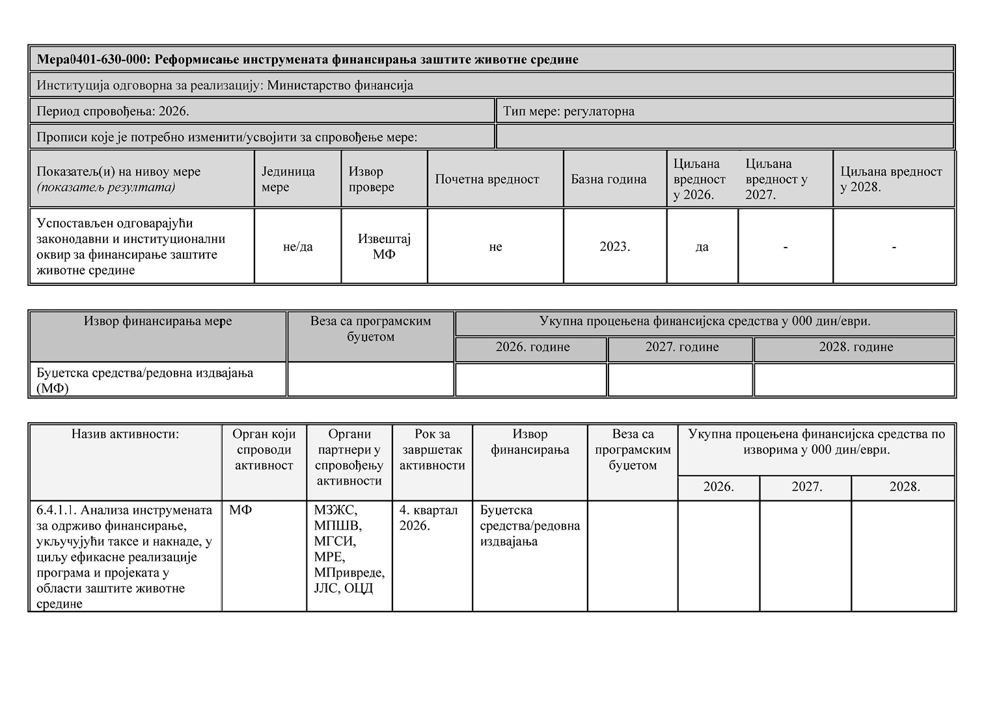 Мера0401-630-000: Реформисање инструмената финансирања заштите животне средине
Институција одговорна за реализацију: Министарство финансија
Период спровођења: 2026.
Тип мере: регулаторна
Прописи које је потребно изменити/усвојити за спровођење мере:
Показатељ(и) на нивоу мере
(показатељ резултата)
Јединица
мере
Извор
провере
Почетна вредност
Базна година
Циљана
вредност
у 2026.
Циљана
вредност у
2027.
Циљана вредност
у 2028.
Успостављен одговарајући
законодавни и институционални
оквир за финансирање заштите
животне средине
не/да
Извештај
МФ
не
2023.
да
-
-
Извор финансирања мере
Веза са програмским
буџетом
Укупна процењена финансијска средства у 000 дин/еври.
2026. године
2027. године
2028. године
Буџетска средства/редовна издвајања
(МФ)
Назив активности:
Орган који
спроводи
активност
Органи
партнери у
спровођењу
активности
Рок за
завршетак
активности
Извор
финансирања
Веза са
програмским
буџетом
Укупна процењена финансијска средства по
изворима у 000 дин/еври.
2026.
2027.
2028.
6.4.1.1. Анализа инструмената
за одрживо финансирање,
укључујући таксе и накнаде, у
циљу ефикасне реализације
програма и пројеката у
области заштите животне
средине
МФ
МЗЖС,
МПШВ,
МГСИ,
МРЕ,
МПривреде,
ЈЛС, ОЦД
4. квартал
2026.
Буџетска
средства/редовна
издвајања